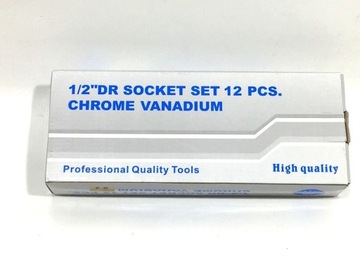 1/2"DR SOCKET SET 12 PCS.
CHROME VANADIUM
Professional Quality Tools
High quality